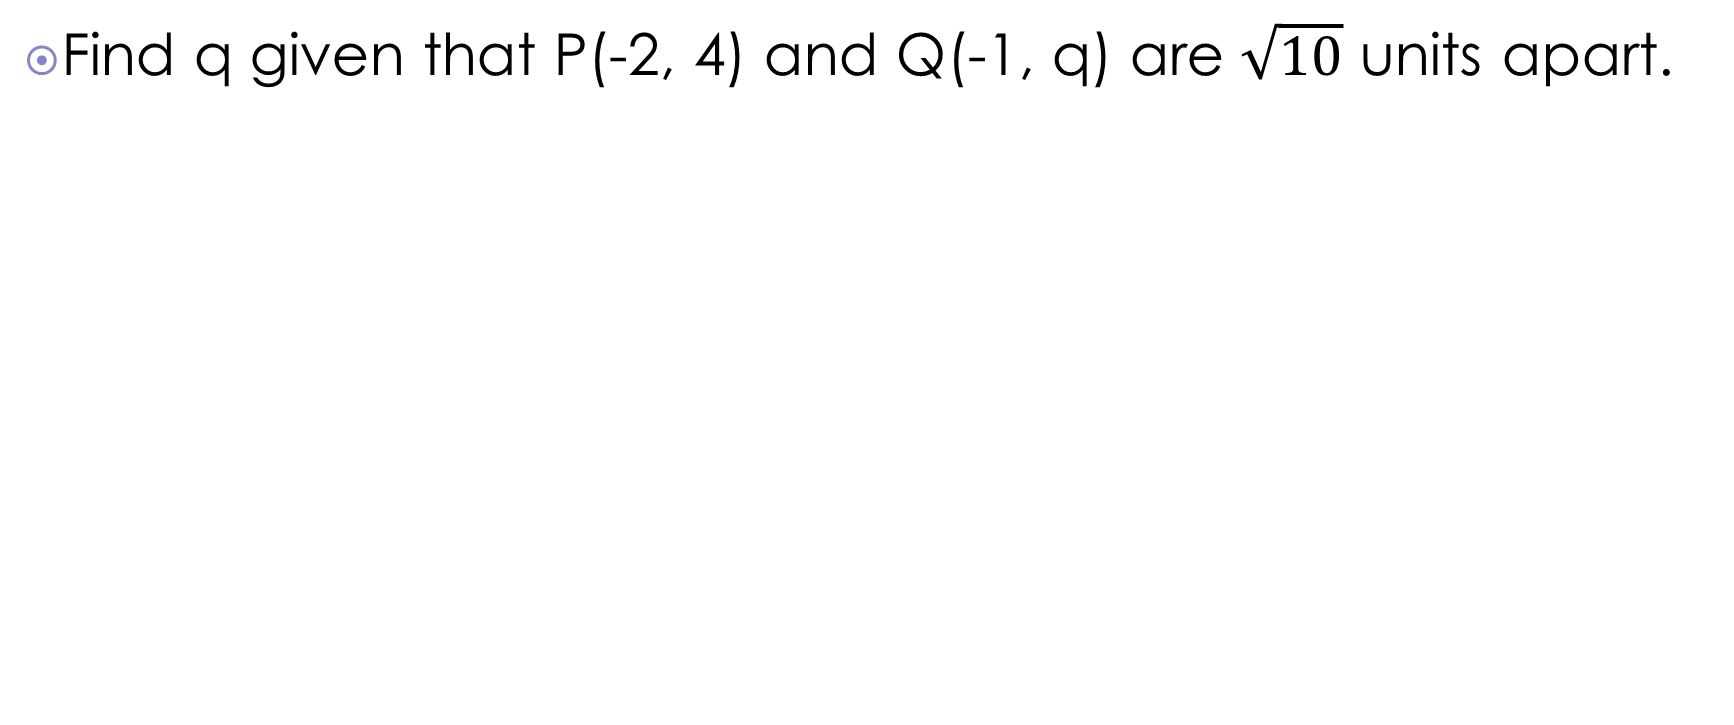 ⦿Find q given that P(-2, 4) and Q(-1, q) are √10 units apart.